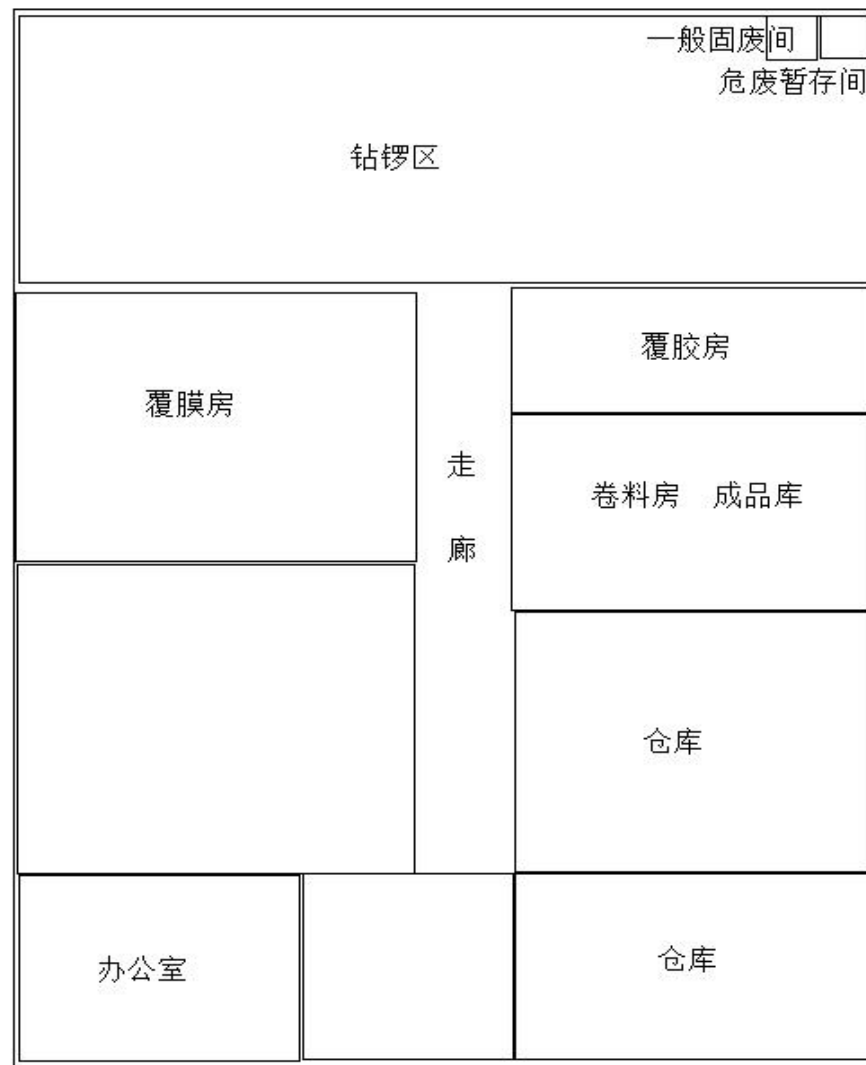 一般固废间
危废暂存间
钻锣区
覆胶房
覆膜房
走
廊
卷料房 成品库
仓库
办公室
仓库